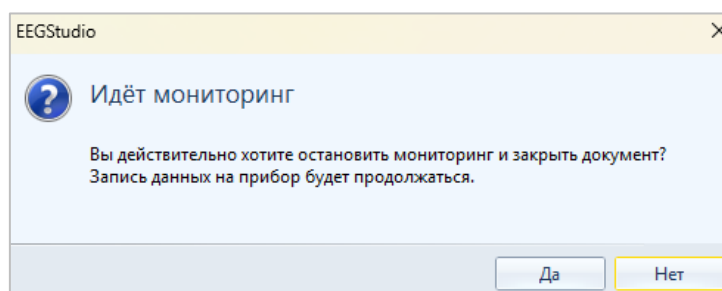 EEGStudio
Идёт мониторинг
Вы действительно хотите остановить мониторинг и закрыть документ?
Запись данных на прибор будет продолжаться.
Да
Нет